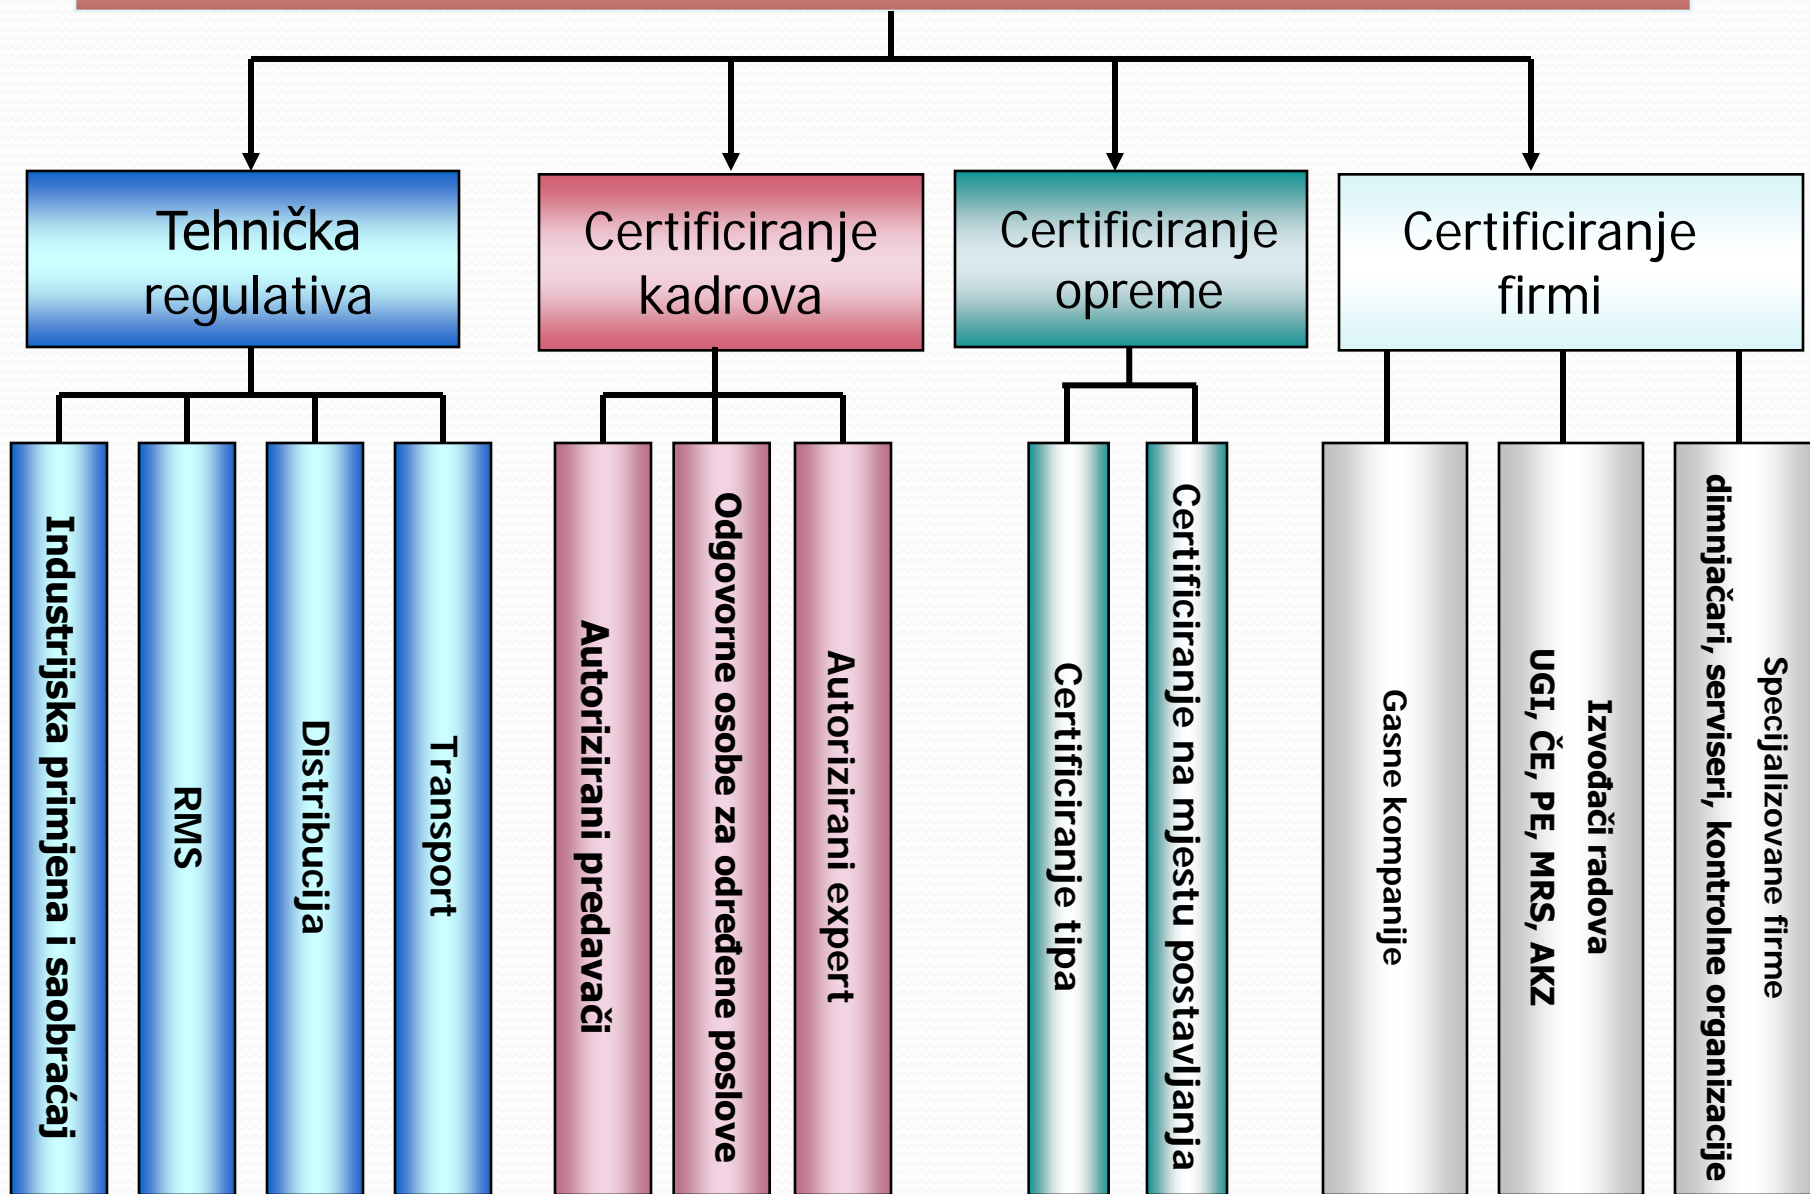 Tehnička
regulativa
Certificiranje
kadrova
Certificiranje
opreme
Certificiranje
firmi
Industrijska primjena i saobraćaj
RMS
Distribucija
Transport
Autorizirani predavači
Odgovorne osobe za određene poslove
Autorizirani expert
Certificiranje tipa
Certificiranje na mjestu postavljanja
Gasne kompanije
Izvođači radova
UGI, ČE, PE, MRS, AKZ
Specijalizovane firme
dimnjačari, serviseri, kontrolne organizacije